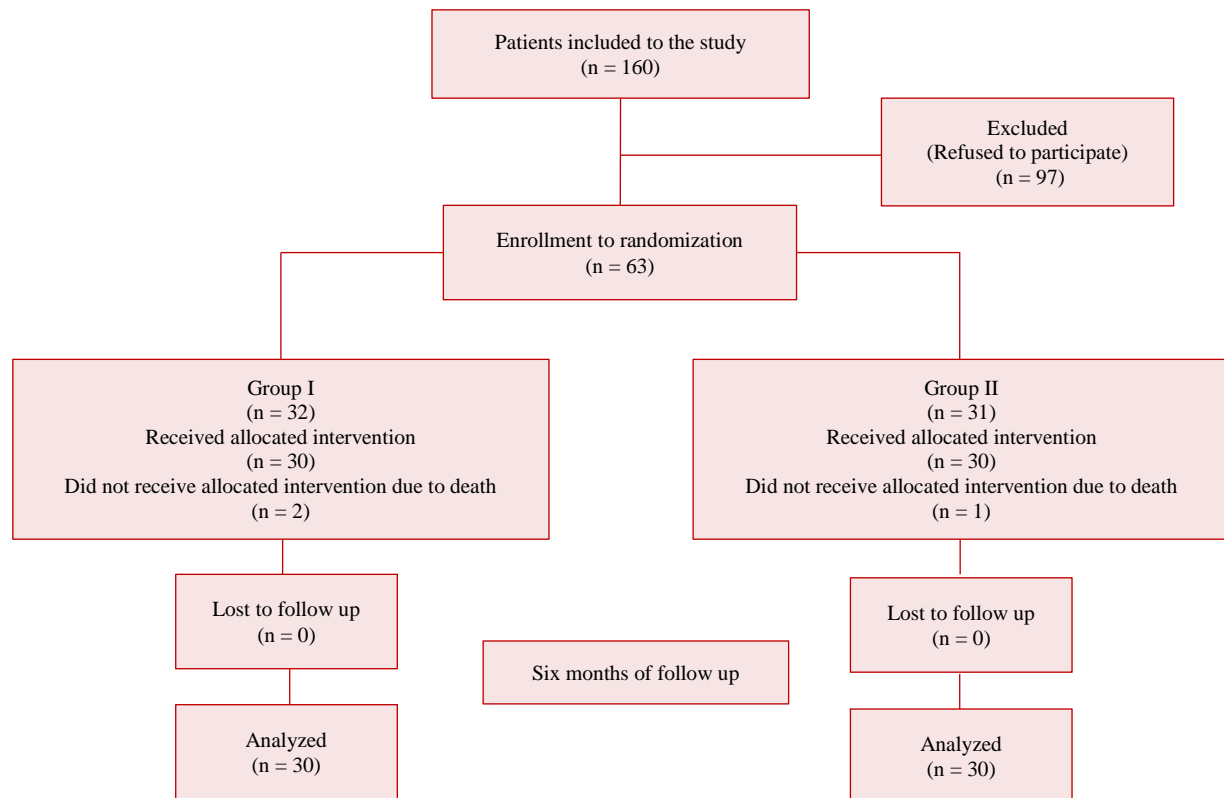 Patients included to the study
(n = 160)
Excluded
(Refused to participate)
(n = 97)
Enrollment to randomization
(n = 63)
Group I
(n = 32)
Received allocated intervention
(n = 30)
Did not receive allocated intervention due to death
(n = 2)
Group II
(n = 31)
Received allocated intervention
(n = 30)
Did not receive allocated intervention due to death
(n = 1)
Lost to follow up
(n = 0)
Lost to follow up
(n = 0)
Six months of follow up
Analyzed
(n = 30)
Analyzed
(n = 30)